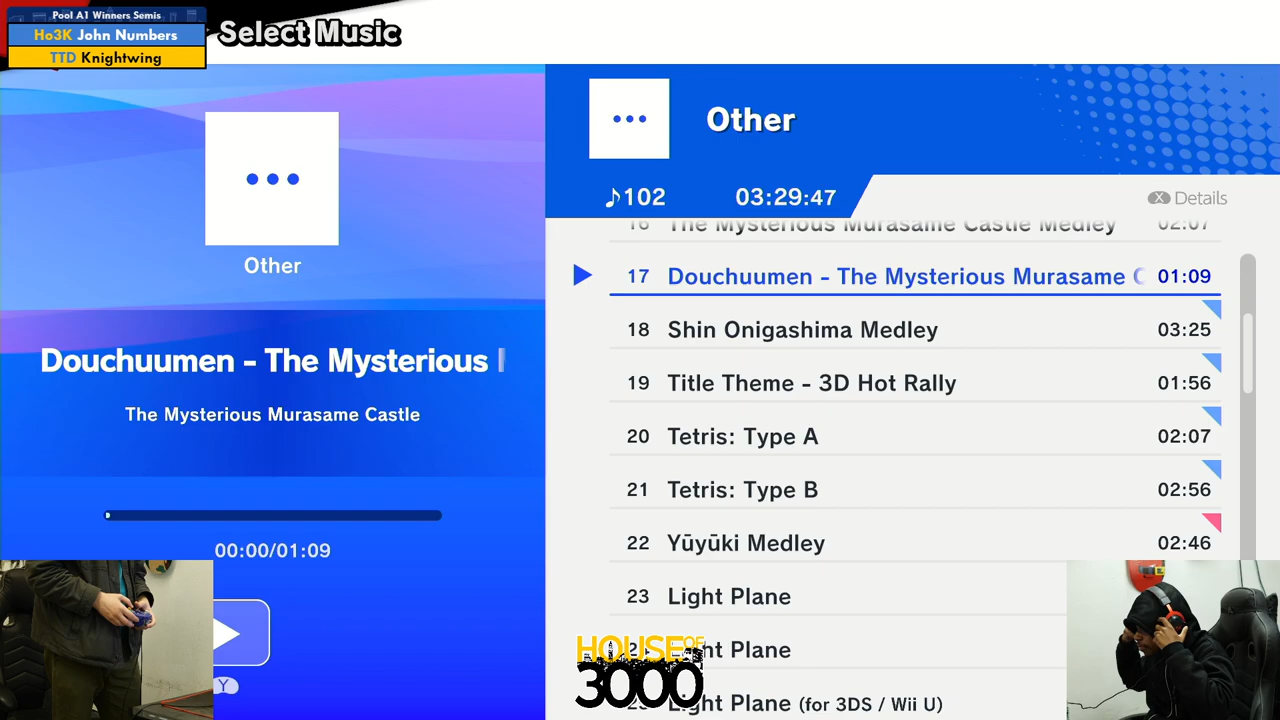 Pool A1 Winners Semis
Ho3K John Numbers
TTD Knightwing
Select Music
Other
Douchuumen - The Mysterious
The Mysterious Murasame Castle
00:00/01:09
Y
Other
♪102 03:29:47
X Details
16 The Mysterious Murasame Castle Medley 02:07
17 Douchuumen - The Mysterious Murasame 01:09
18 Shin Onigashima Medley 03:25
19 Title Theme - 3D Hot Rally 01:56
20 Tetris: Type A 02:07
21 Tetris: Type B 02:56
22 Yūyūki Medley 02:46
23 Light Plane
Plane
Light Plane (for 3DS / Wii U)
HOUSE OF
3000